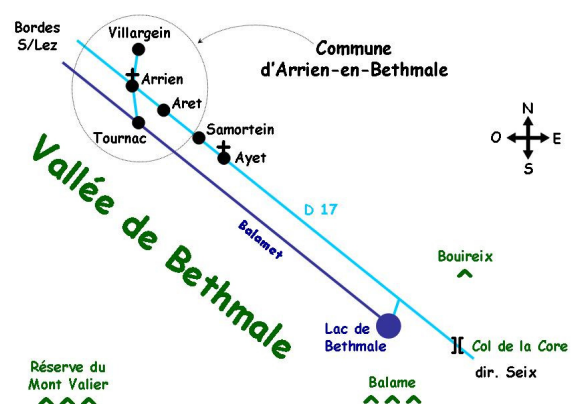 Bordes
S/Lez
Villargein
Commune
d'Arrien-en-Bethmale
Arrien
Aret
Tournac
Samortein
Ayet
N
O
E
S
Vallée de Bethmale
D 17
Balamet
Bouireix
Lac de
Bethmale
Col de la Core
dir. Seix
Réserve du
Mont Valier
Balame